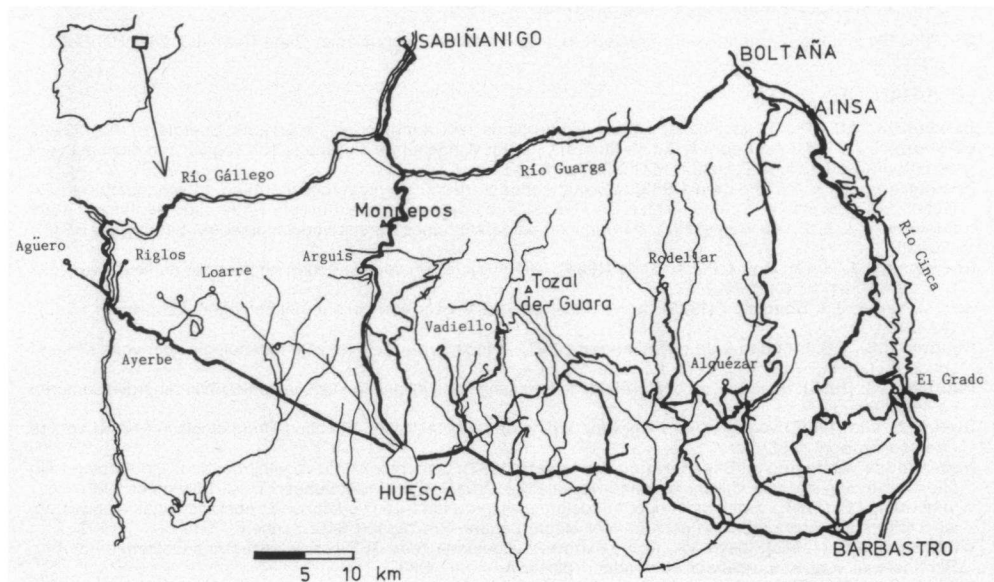 SABIÑANIGO
BOLTAÑA
AINSA
Río Gállego
Río Guarga
Monrepos
Agüero
Riglos
Arguis
Loarre
Rodellar
Río Cinca
Tozal
de Guara
Vadiello
Ayerbe
Alquézar
El Grado
HUESCA
BARBASTRO
5 10 km